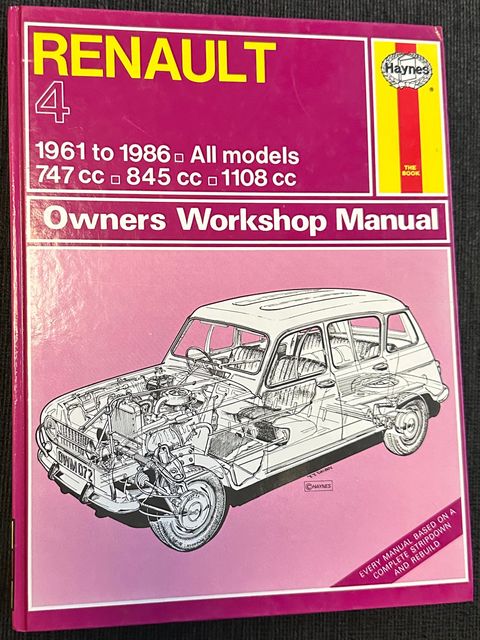 RENAULT
4
1961 to 1986 □ All models
747 cc □ 845 cc □ 1108 cc
Haynes
®
THE
BOOK
Owners Workshop Manual
©HAYNES
EVERY MANUAL BASED ON A
COMPLETE STRIPDOWN
AND REBUILD